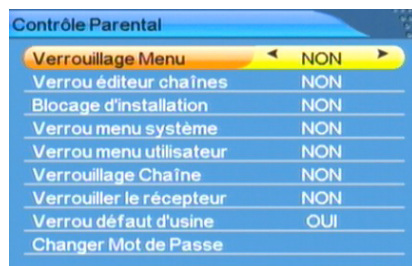 Contrôle Parental
Verrouillage Menu NON
Verrou éditeur chaînes NON
Blocage d'installation NON
Verrou menu système NON
Verrou menu utilisateur NON
Verrouillage Chaîne NON
Verrouiller le récepteur NON
Verrou défaut d'usine OUI
Changer Mot de Passe